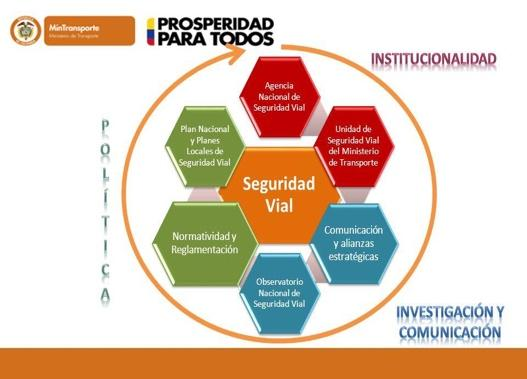 MinTransporte
Ministerio de Transporte
PROSPERIDAD
PARA TODOS
INSTITUCIONALIDAD
Agencia
Nacional de
Seguridad Vial
Unidad de
Seguridad Vial
del Ministerio
de Transporte
Plan Nacional
y Planes
Locales de
Seguridad Vial
Seguridad
Vial
Normatividad y
Reglamentación
Comunicación
y alianzas
estratégicas
Observatorio
Nacional de
Seguridad Vial
POLÍTICA
INVESTIGACIÓN Y
COMUNICACIÓN